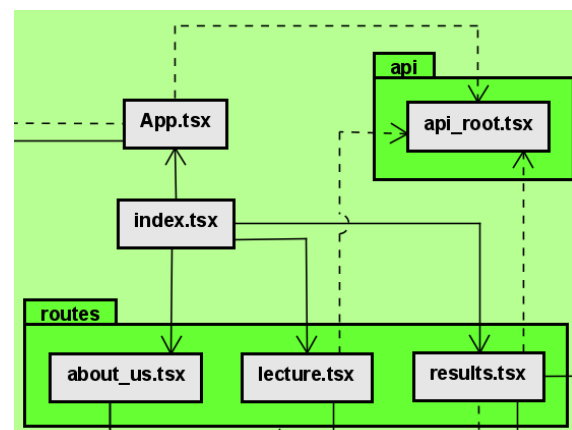 api
App.tsx
api_root.tsx
index.tsx
routes
about_us.tsx
lecture.tsx
results.tsx